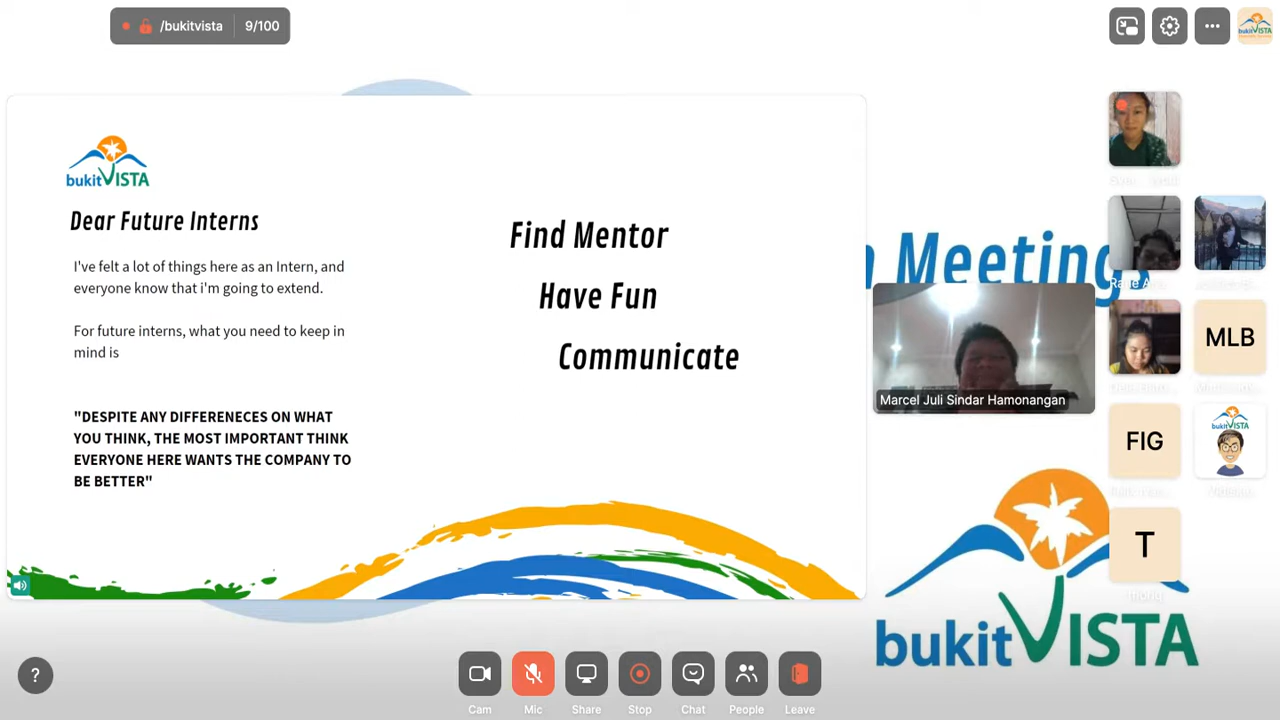 /bukitvista 9/100
bukitVISTA
Dear Future Interns
I've felt a lot of things here as an Intern, and
everyone know that i'm going to extend.
For future interns, what you need to keep in
mind is
"DESPITE ANY DIFFERENECES ON WHAT
YOU THINK, THE MOST IMPORTANT THINK
EVERYONE HERE WANTS THE COMPANY TO
BE BETTER"
Find Mentor
Have Fun
Communicate
Meetings
Marcel Juli Sindar Hamonangan
MLB
FIG
bukitVISTA
T
bukitVISTA
?
Cam Mic Share Stop Chat People Leave